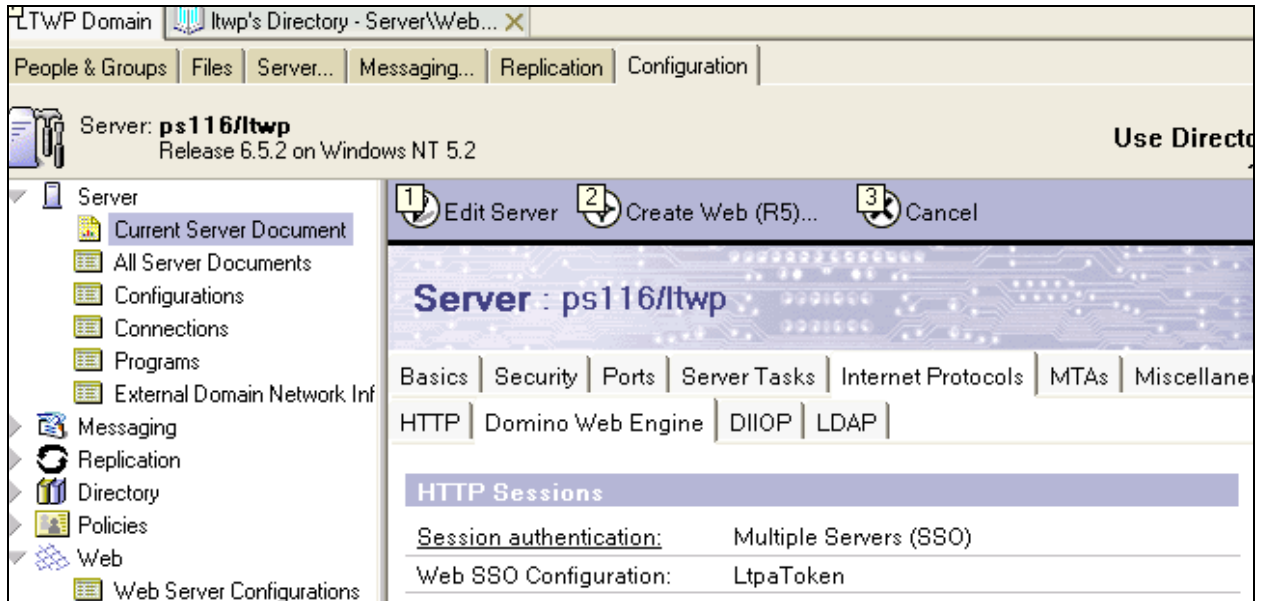 LTWP Domain ltwp's Directory - Server\Web...
People & Groups Files Server... Messaging... Replication Configuration
Server: ps116/ltwp
Release 6.5.2 on Windows NT 5.2
Use Directo
Server
Current Server Document
All Server Documents
Configurations
Connections
Programs
External Domain Network Inf
Messaging
Replication
Directory
Policies
Web
Web Server Configurations
1 Edit Server 2 Create Web (R5)... 3 Cancel
Server : ps116/ltwp
Basics Security Ports Server Tasks Internet Protocols MTAs Miscellane
HTTP Domino Web Engine DIIOP LDAP
HTTP Sessions
Session authentication: Multiple Servers (SSO)
Web SSO Configuration: LtpaToken